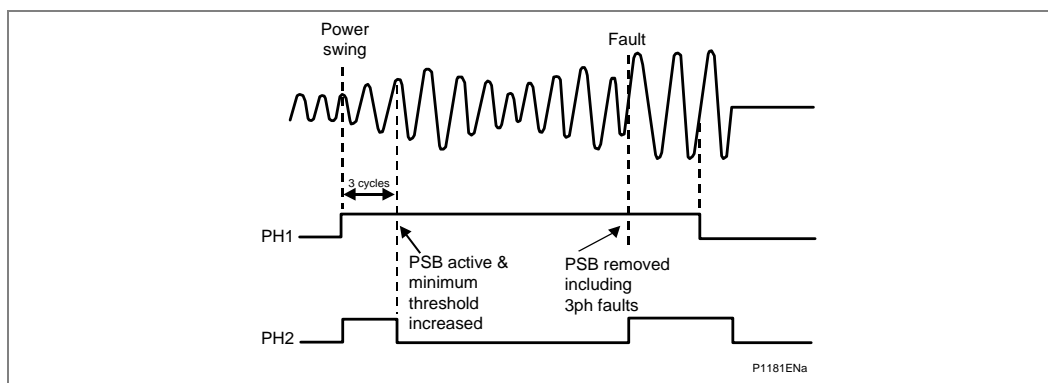 Power
swing
Fault
3 cycles
PH1
PSB active &
minimum
threshold
increased
PSB removed
including
3ph faults
PH2
P1181ENa